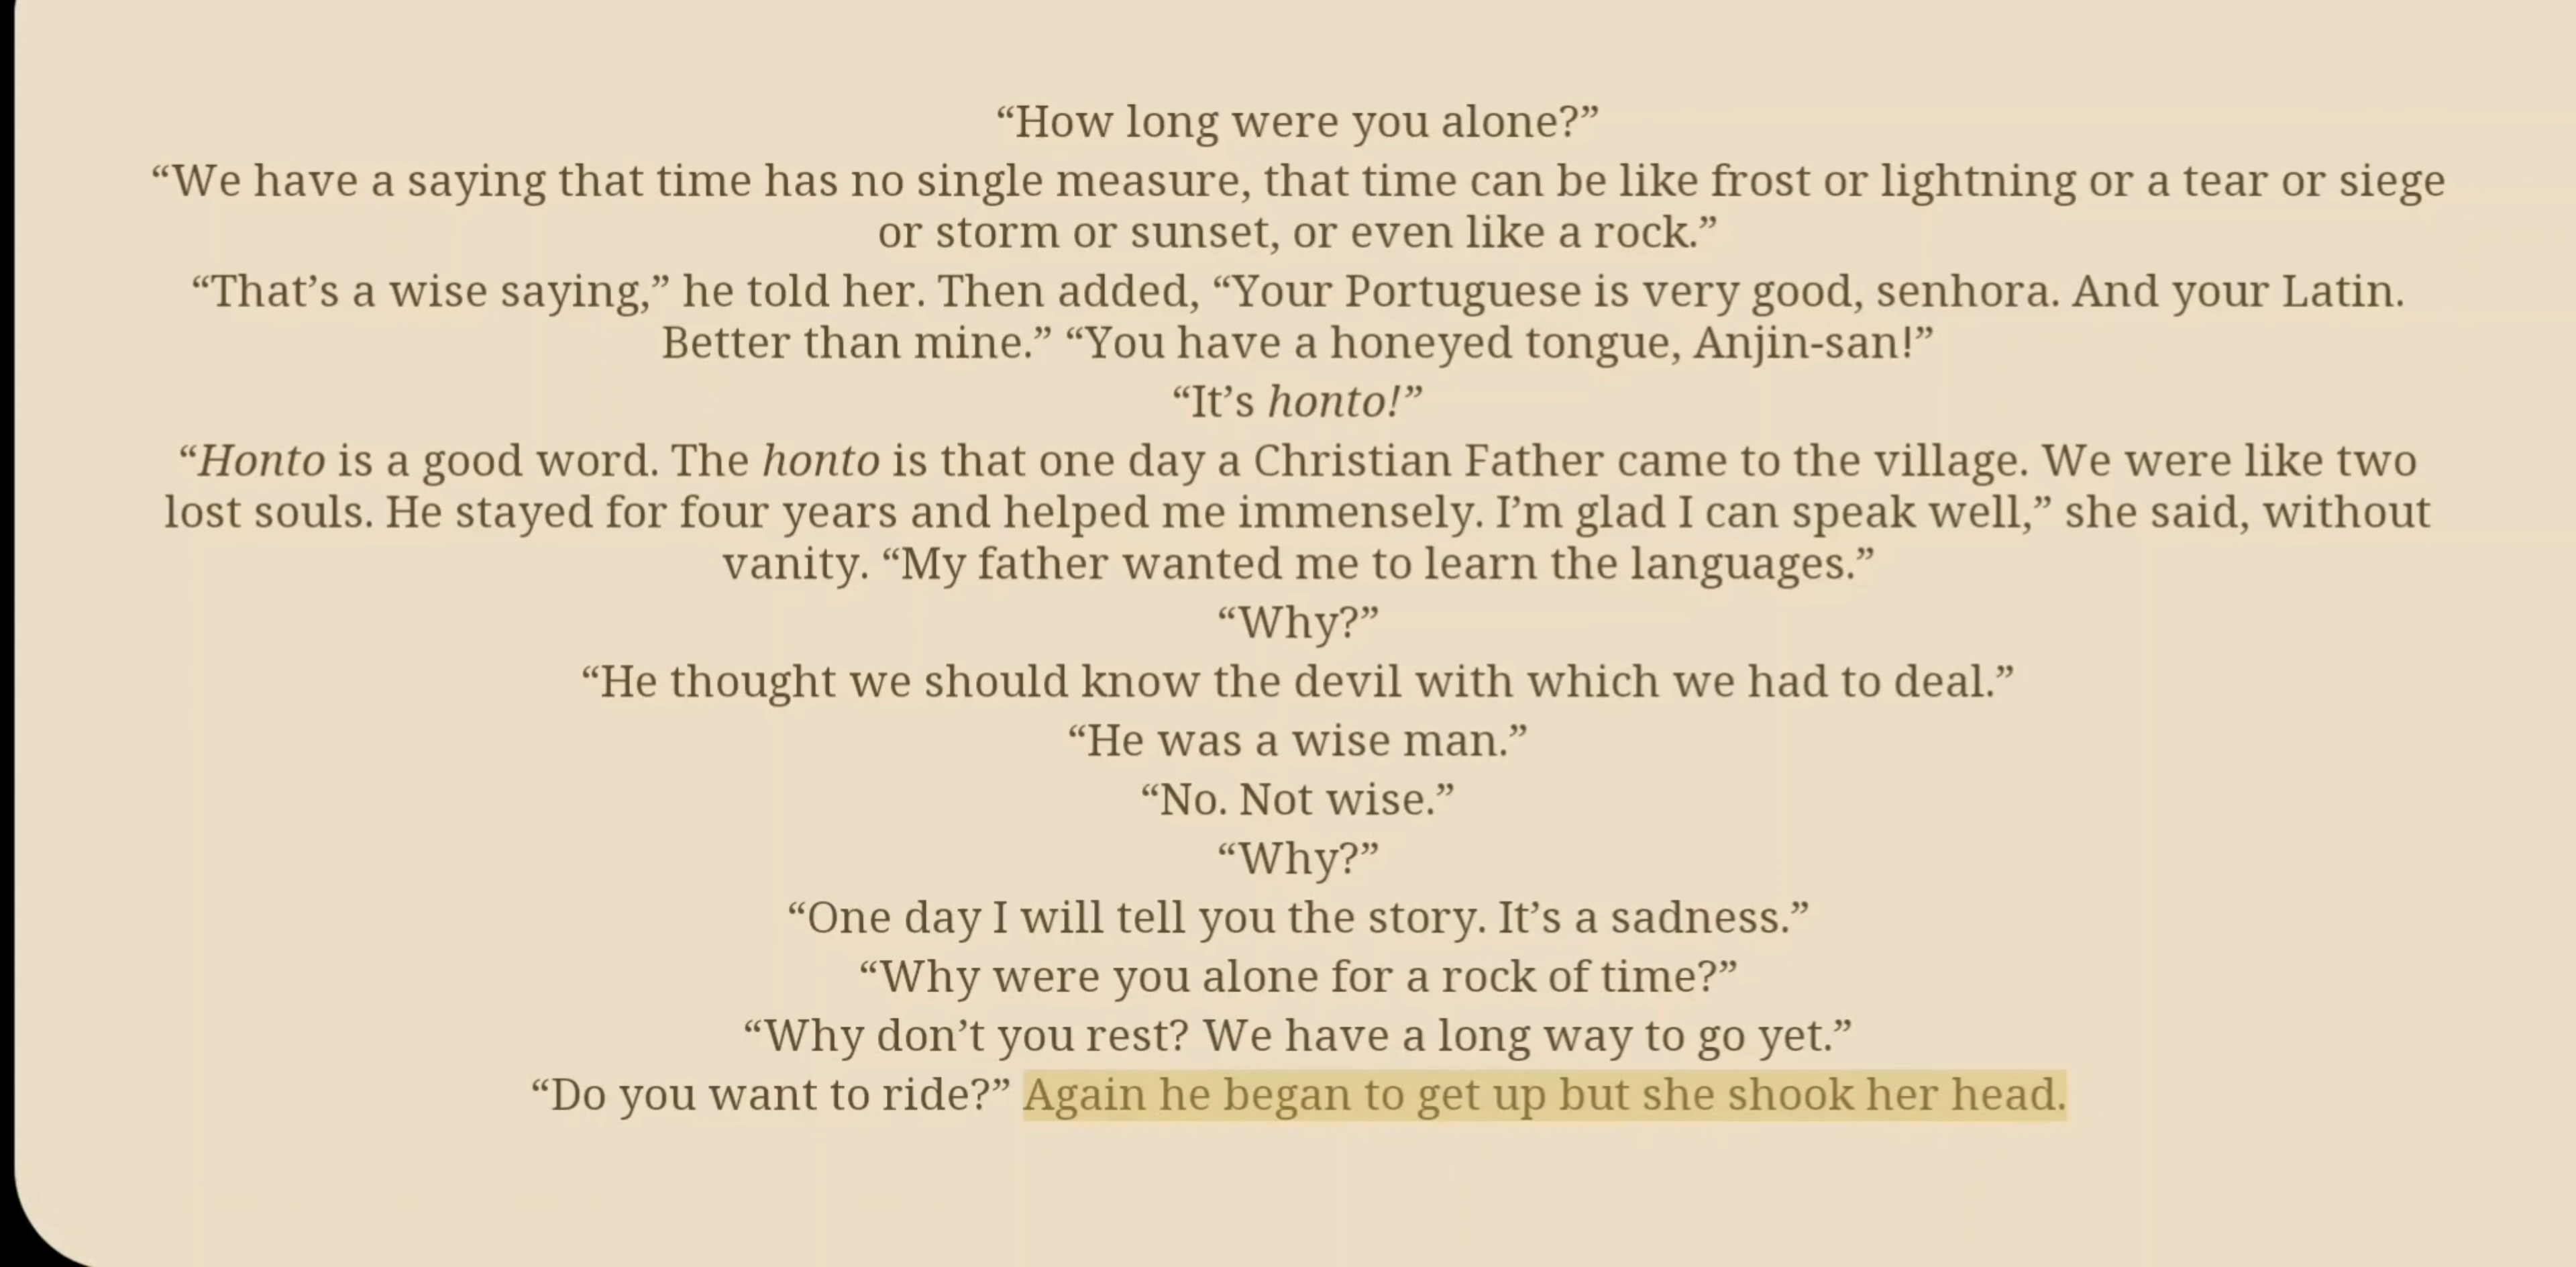 “How long were you alone?”
“We have a saying that time has no single measure, that time can be like frost or lightning or a tear or siege
or storm or sunset, or even like a rock.”
“That’s a wise saying,” he told her. Then added, “Your Portuguese is very good, senhora. And your Latin.
Better than mine.” “You have a honeyed tongue, Anjin-san!”
“It’s honto!”
“Honto is a good word. The honto is that one day a Christian Father came to the village. We were like two
lost souls. He stayed for four years and helped me immensely. I’m glad I can speak well,” she said, without
vanity. “My father wanted me to learn the languages.”
“Why?”
“He thought we should know the devil with which we had to deal.”
“He was a wise man.”
“No. Not wise.”
“Why?”
“One day I will tell you the story. It’s a sadness.”
“Why were you alone for a rock of time?”
“Why don’t you rest? We have a long way to go yet.”
“Do you want to ride?” Again he began to get up but she shook her head.